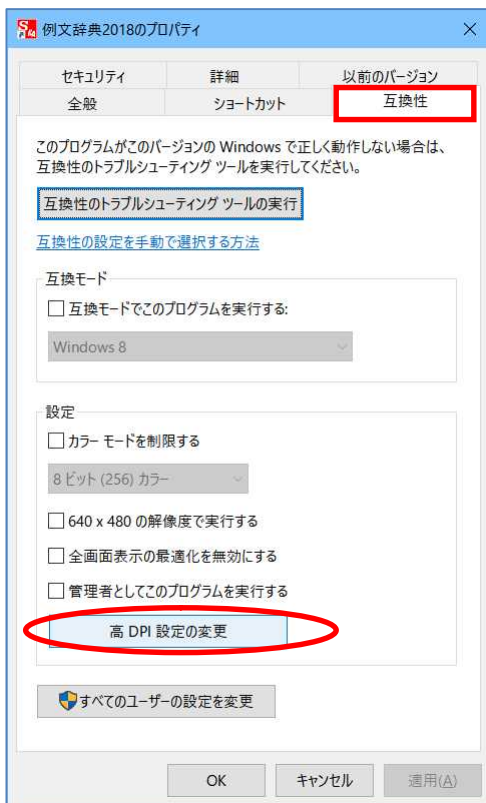 例文辞典2018のプロパティ
セキュリティ 詳細 以前のバージョン
全般 ショートカット 互換性
このプログラムがこのバージョンの Windows で正しく動作しない場合は、
互換性のトラブルシューティング ツールを実行してください。
互換性のトラブルシューティング ツールの実行
互換性の設定を手動で選択する方法
互換モード
互換モードでこのプログラムを実行する:
Windows 8
設定
カラー モードを制限する
8 ビット (256) カラー
640 x 480 の解像度で実行する
全画面表示の最適化を無効にする
管理者としてこのプログラムを実行する
高 DPI 設定の変更
すべてのユーザーの設定を変更
OK キャンセル 適用(A)